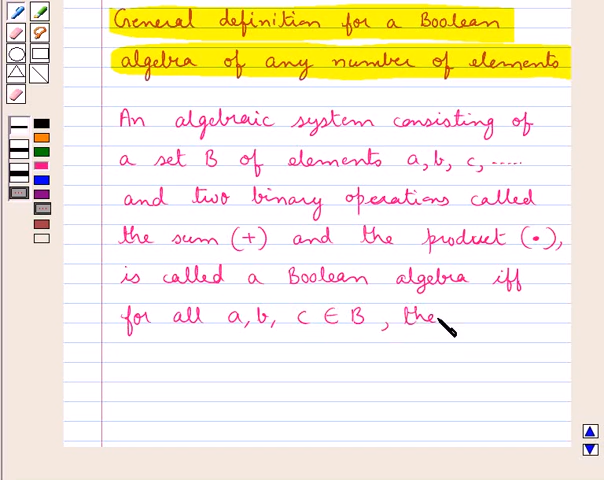 General definition for a Boolean
algebra of any number of elements
An algebraic system consisting of
a set B of elements a, b, c, .....
and two binary operations called
the sum (+) and the product (•),
is called a Boolean algebra iff
for all a, b, c ∈ B , the